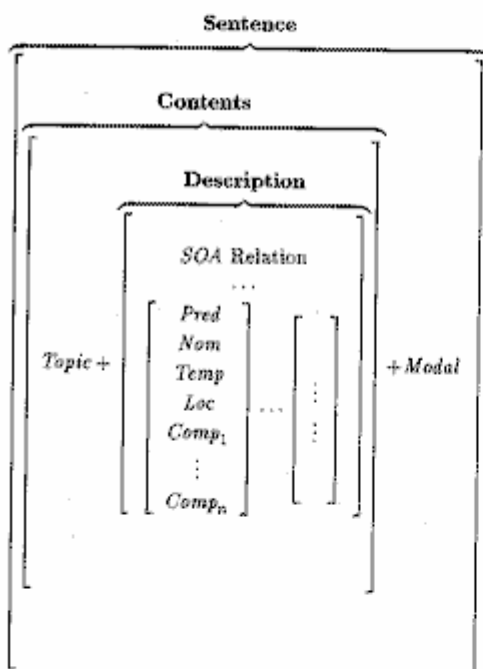 Sentence
Contents
Description
SOA Relation
...
Pred
Nom
Topic + Temp + Modal
Loc ...
Comp₁
⋮
Compₙ